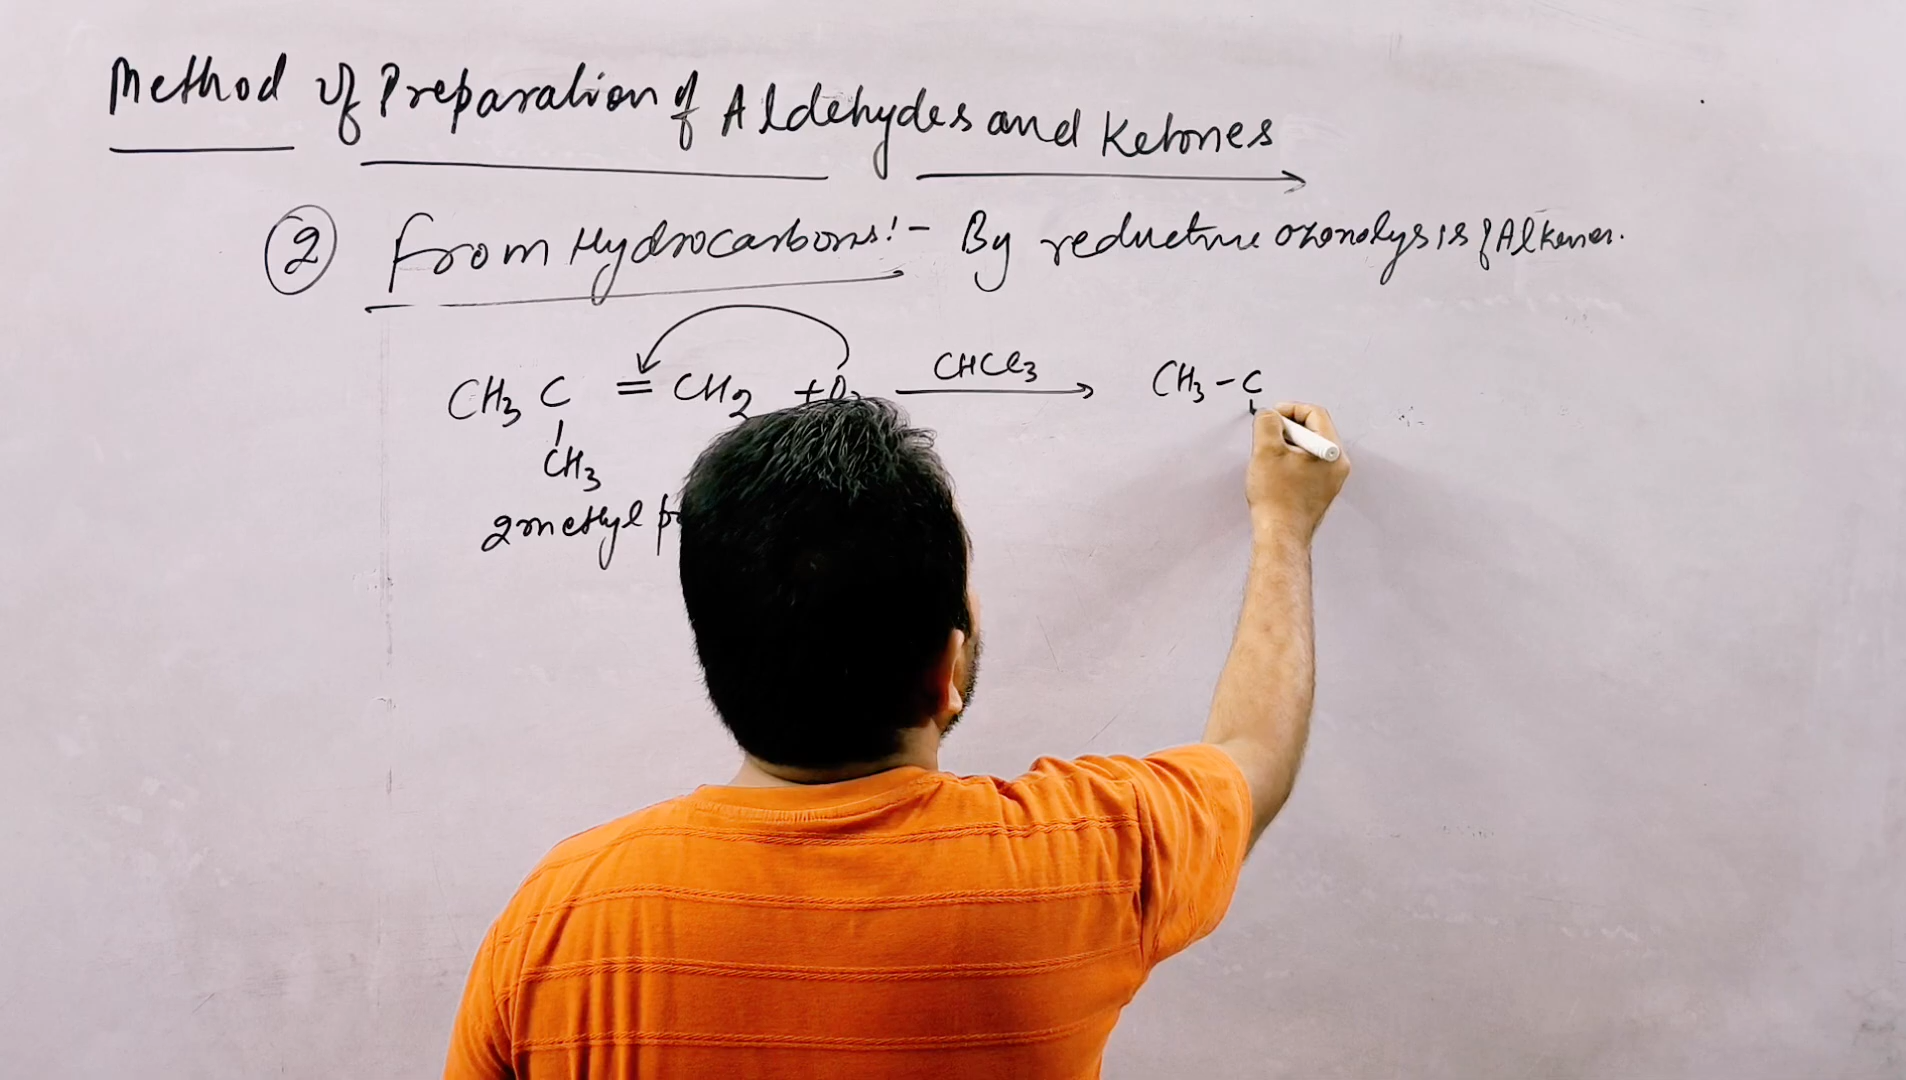 Method of Preparation of Aldehydes and Ketones
② From Hydrocarbons:- By reductive ozonolysis of Alkenes.
CH3 C = CH2 + CHCl3 CH3 - C
CH3
2 methyl